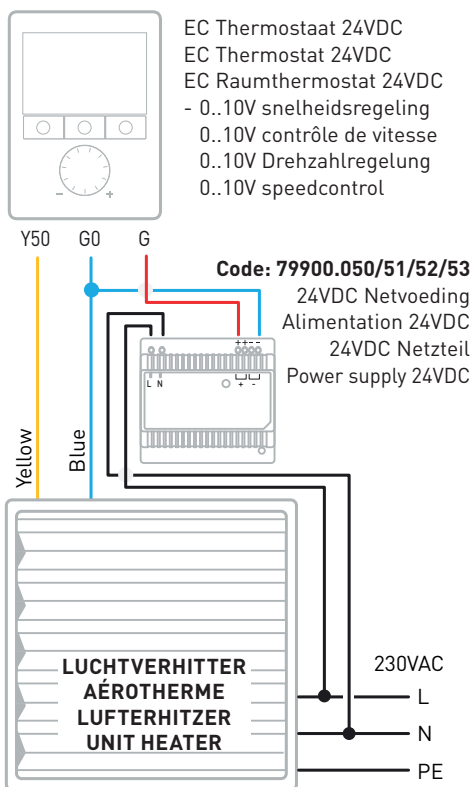 EC Thermostaat 24VDC
EC Thermostat 24VDC
EC Raumthermostat 24VDC
- 0..10V snelheidsregeling
0..10V contrôle de vitesse
0..10V Drehzahlregelung
0..10V speedcontrol
- +
Y50 G0 G
Code: 79900.050/51/52/53
24VDC Netvoeding
Alimentation 24VDC
24VDC Netzteil
Power supply 24VDC
++--
L N
+ -
Yellow
Blue
LUCHTVERHITTER
AÉROTHERME
LUFTERHITZER
UNIT HEATER
230VAC
L
N
PE